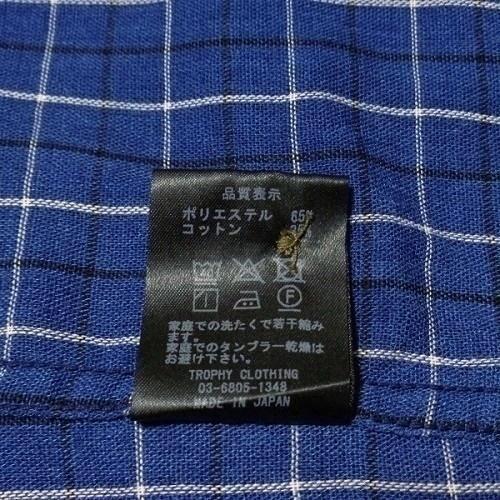 品質表示
ポリエステル 65%
コットン 35%
家庭での洗たくで若干縮み
ます。
家庭でのタンブラー乾燥は
お避け下さい。
TROPHY CLOTHING
03-6805-1348
MADE IN JAPAN